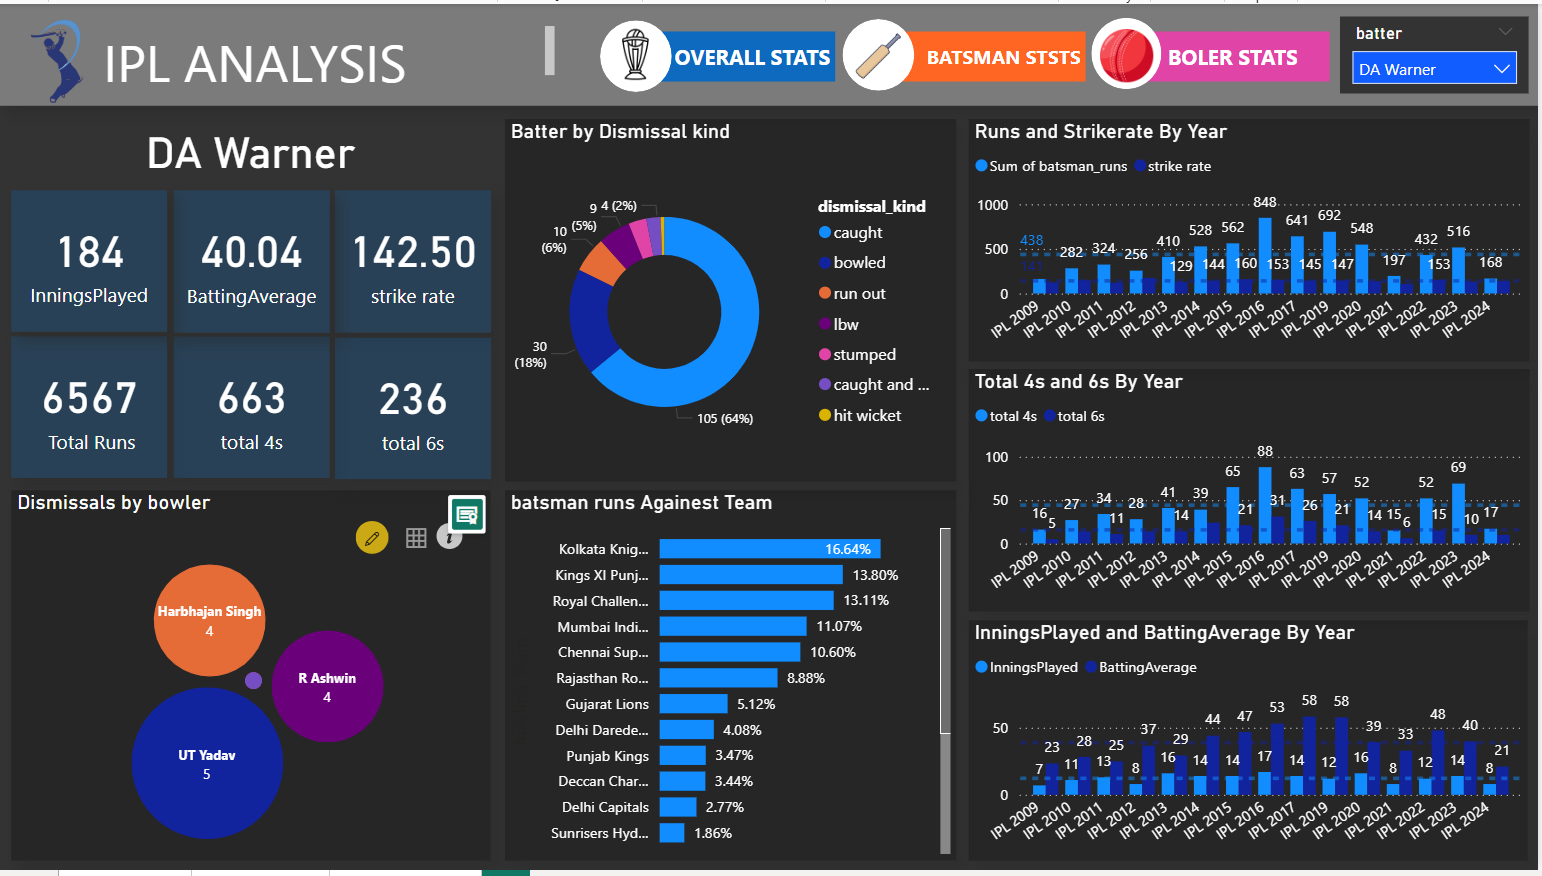 IPL ANALYSIS
OVERALL STATS
BATSMAN STSTS
BOLER STATS
batter
DA Warner
DA Warner
184
InningsPlayed
40.04
BattingAverage
142.50
strike rate
6567
Total Runs
663
total 4s
236
total 6s
Dismissals by bowler
Harbhajan Singh
4
R Ashwin
4
UT Yadav
5
Batter by Dismissal kind
9 4 (2%)
(5%)
10
(6%)
30
(18%)
105 (64%)
dismissal_kind
caught
bowled
run out
lbw
stumped
caught and ...
hit wicket
batsman runs Againest Team
Kolkata Knig... 16.64%
Kings XI Punj... 13.80%
Royal Challen... 13.11%
Mumbai Indi... 11.07%
Chennai Sup... 10.60%
Rajasthan Ro... 8.88%
Gujarat Lions 5.12%
Delhi Darede... 4.08%
Punjab Kings 3.47%
Deccan Char... 3.44%
Delhi Capitals 2.77%
Sunrisers Hyd... 1.86%
Runs and Strikerate By Year
Sum of batsman_runs strike rate
1000
500
0
438 282 324 256 410 528 562 848 641 692 548 197 432 516 168
141 129 144 160 153 145 147 153
IPL 2009 IPL 2010 IPL 2011 IPL 2012 IPL 2013 IPL 2014 IPL 2015 IPL 2016 IPL 2017 IPL 2019 IPL 2020 IPL 2021 IPL 2022 IPL 2023 IPL 2024
Total 4s and 6s By Year
total 4s total 6s
100
50
0
16 27 34 28 41 39 65 88 63 57 52 15 52 69 17
5 11 14 21 31 26 21 14 6 15 10
IPL 2009 IPL 2010 IPL 2011 IPL 2012 IPL 2013 IPL 2014 IPL 2015 IPL 2016 IPL 2017 IPL 2019 IPL 2020 IPL 2021 IPL 2022 IPL 2023 IPL 2024
InningsPlayed and BattingAverage By Year
InningsPlayed BattingAverage
50
0
23 28 25 37 29 44 47 53 58 58 39 33 48 40 21
7 11 13 8 16 14 14 17 14 12 16 8 12 14 8
IPL 2009 IPL 2010 IPL 2011 IPL 2012 IPL 2013 IPL 2014 IPL 2015 IPL 2016 IPL 2017 IPL 2019 IPL 2020 IPL 2021 IPL 2022 IPL 2023 IPL 2024